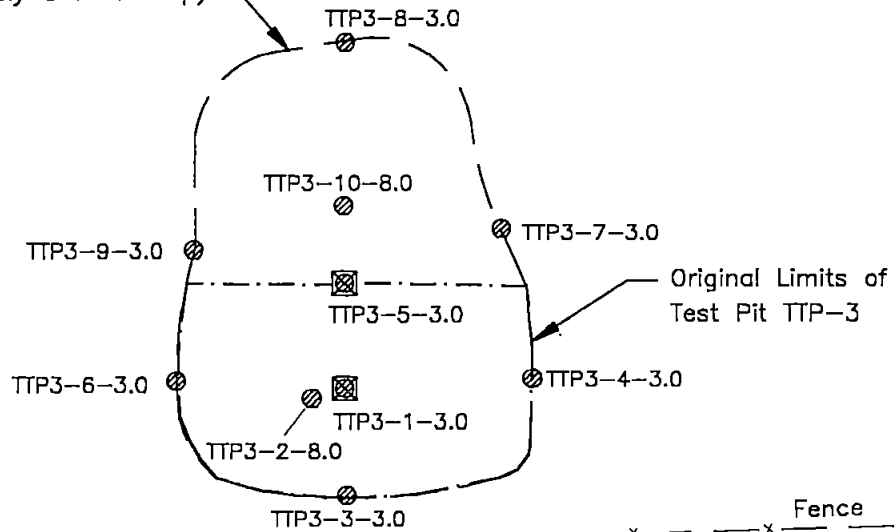 TTP3-8-3.0
TTP3-10-8.0
TTP3-7-3.0
TTP3-9-3.0
Original Limits of
Test Pit TTP-3
TTP3-5-3.0
TTP3-6-3.0
TTP3-4-3.0
TTP3-1-3.0
TTP3-2-8.0
TTP3-3-3.0
Fence